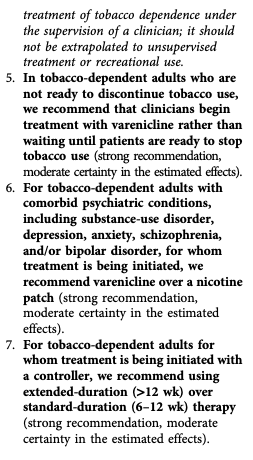 treatment of tobacco dependence under
the supervision of a clinician; it should
not be extrapolated to unsupervised
treatment or recreational use.
5. In tobacco-dependent adults who are
not ready to discontinue tobacco use,
we recommend that clinicians begin
treatment with varenicline rather than
waiting until patients are ready to stop
tobacco use (strong recommendation,
moderate certainty in the estimated effects).
6. For tobacco-dependent adults with
comorbid psychiatric conditions,
including substance-use disorder,
depression, anxiety, schizophrenia,
and/or bipolar disorder, for whom
treatment is being initiated, we
recommend varenicline over a nicotine
patch (strong recommendation,
moderate certainty in the estimated
effects).
7. For tobacco-dependent adults for
whom treatment is being initiated with
a controller, we recommend using
extended-duration (>12 wk) over
standard-duration (6–12 wk) therapy
(strong recommendation, moderate
certainty in the estimated effects).